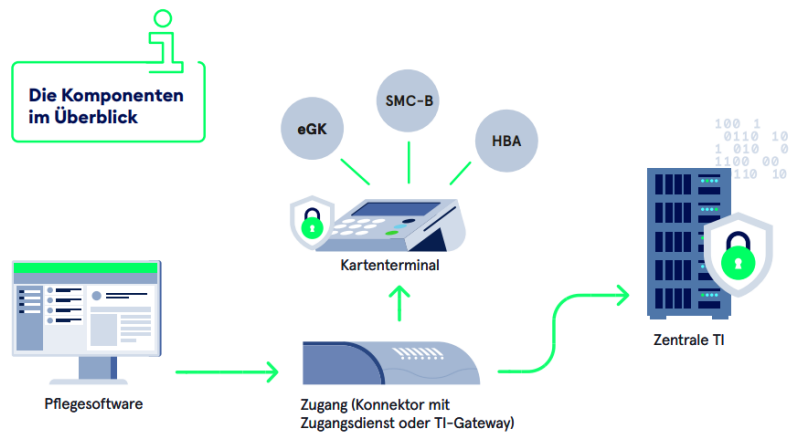 Die Komponenten
im Überblick
eGK
SMC-B
HBA
100 1
0110 10
1 010 0
1100 00
110 10
Kartenterminal
Zentrale TI
Pflegesoftware
Zugang (Konnektor mit
Zugangsdienst oder TI-Gateway)